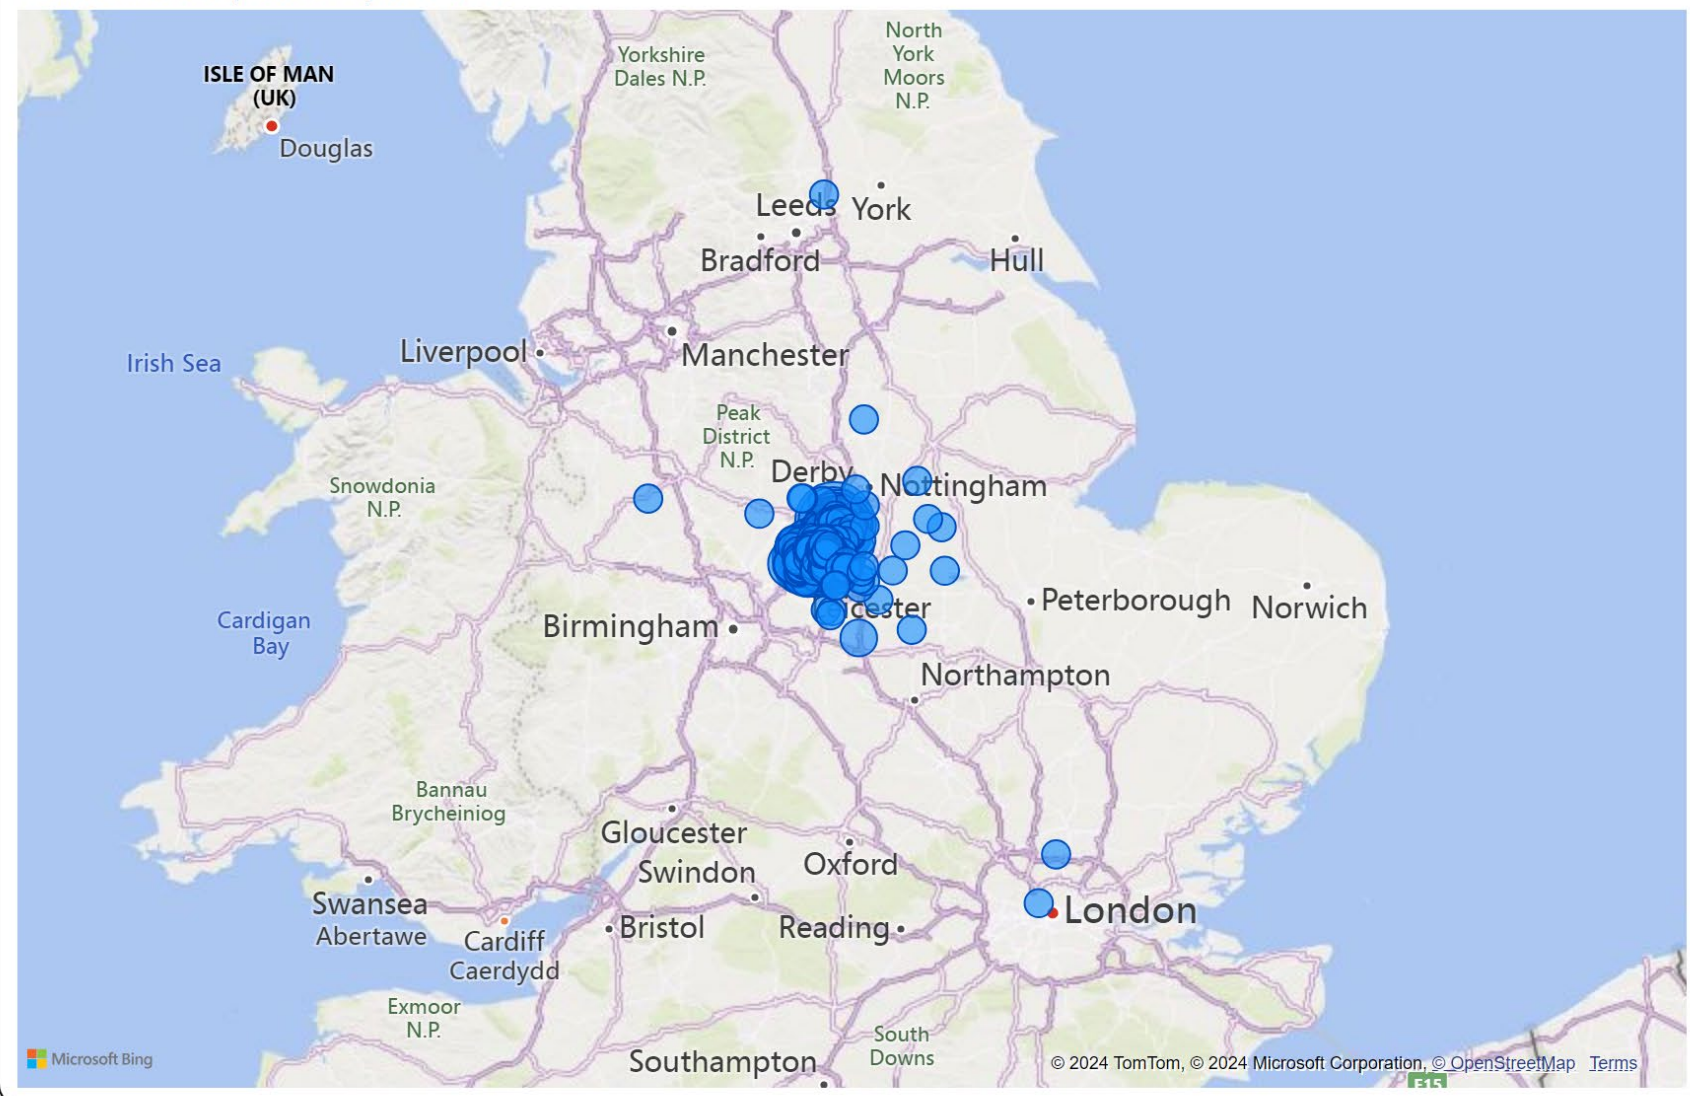 Yorkshire
Dales N.P.
North
York
Moors
N.P.
ISLE OF MAN
(UK)
Douglas
Leeds
York
Bradford
Hull
Liverpool
Manchester
Irish Sea
Peak
District
N.P.
Derby
Nottingham
Snowdonia
N.P.
Peterborough
Norwich
icester
Cardigan
Bay
Birmingham
Northampton
Bannau
Brycheiniog
Gloucester
Swindon
Oxford
Swansea
Abertawe
Cardiff
Caerdydd
Bristol
Reading
London
Exmoor
N.P.
South
Downs
Southampton
Microsoft Bing
© 2024 TomTom, © 2024 Microsoft Corporation, © OpenStreetMap Terms
E15